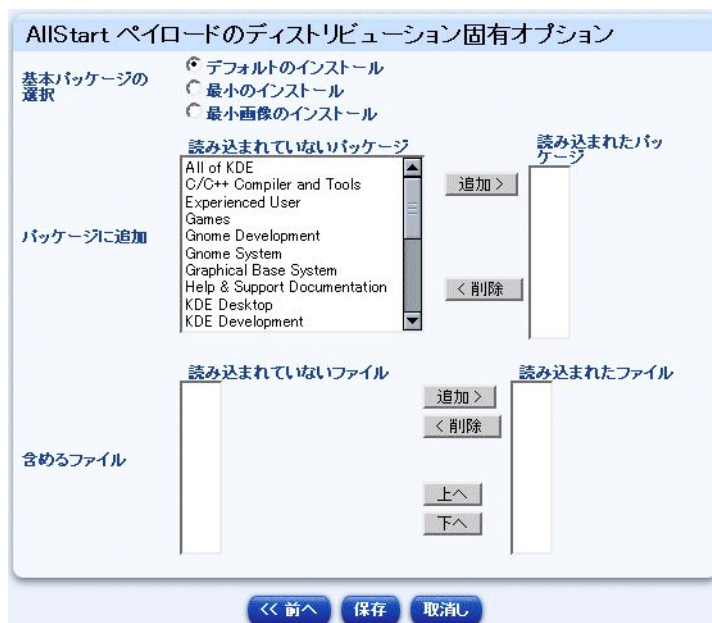 AllStart ペイロードのディストリビューション固有オプション
基本パッケージの
選択
デフォルトのインストール
最小のインストール
最小画像のインストール
パッケージに追加
読み込まれていないパッケージ
All of KDE
C/C++ Compiler and Tools
Experienced User
Games
Gnome Development
Gnome System
Graphical Base System
Help & Support Documentation
KDE Desktop
KDE Development
追加 >
< 削除
読み込まれたパッ
ケージ
含めるファイル
読み込まれていないファイル
追加 >
< 削除
上へ
下へ
読み込まれたファイル
<< 前へ
保存
取消し